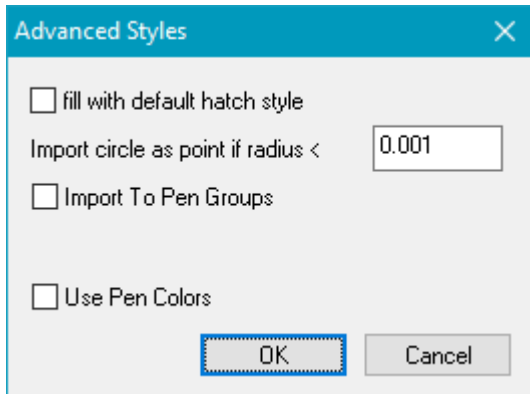 Advanced Styles
fill with default hatch style
Import circle as point if radius < 0.001
Import To Pen Groups
Use Pen Colors
OK Cancel